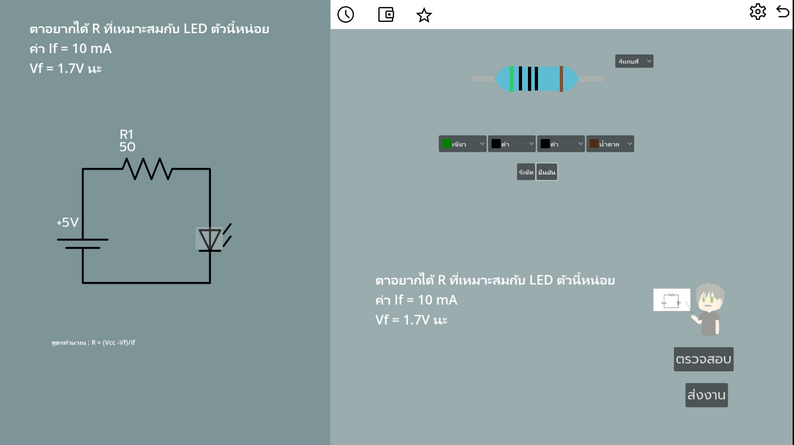 ตาอยากได้ R ที่เหมาะสมกับ LED ตัวนี้หน่อย
ค่า If = 10 mA
Vf = 1.7V นะ
R1
50
+5V
สูตรคำนวณ : R = (Vcc -Vf)/If
4แถบสี
เขียว
ดำ
ดำ
น้ำตาล
รีเซ็ต
ยืนยัน
ตาอยากได้ R ที่เหมาะสมกับ LED ตัวนี้หน่อย
ค่า If = 10 mA
Vf = 1.7V นะ
ตรวจสอบ
ส่งงาน